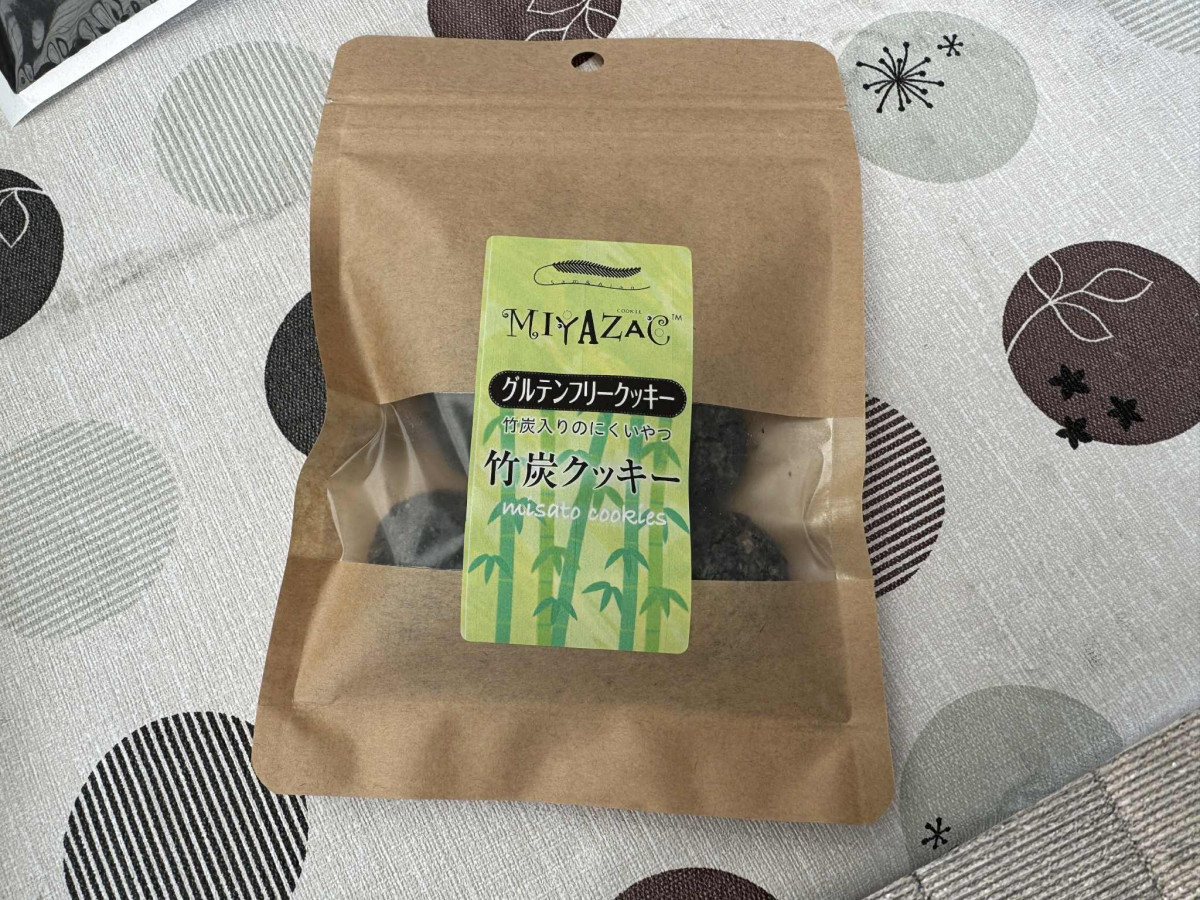 COOKIE
MIYAZAC™
グルテンフリークッキー
竹炭入りのにくいやつ
竹炭クッキー
misato cookies